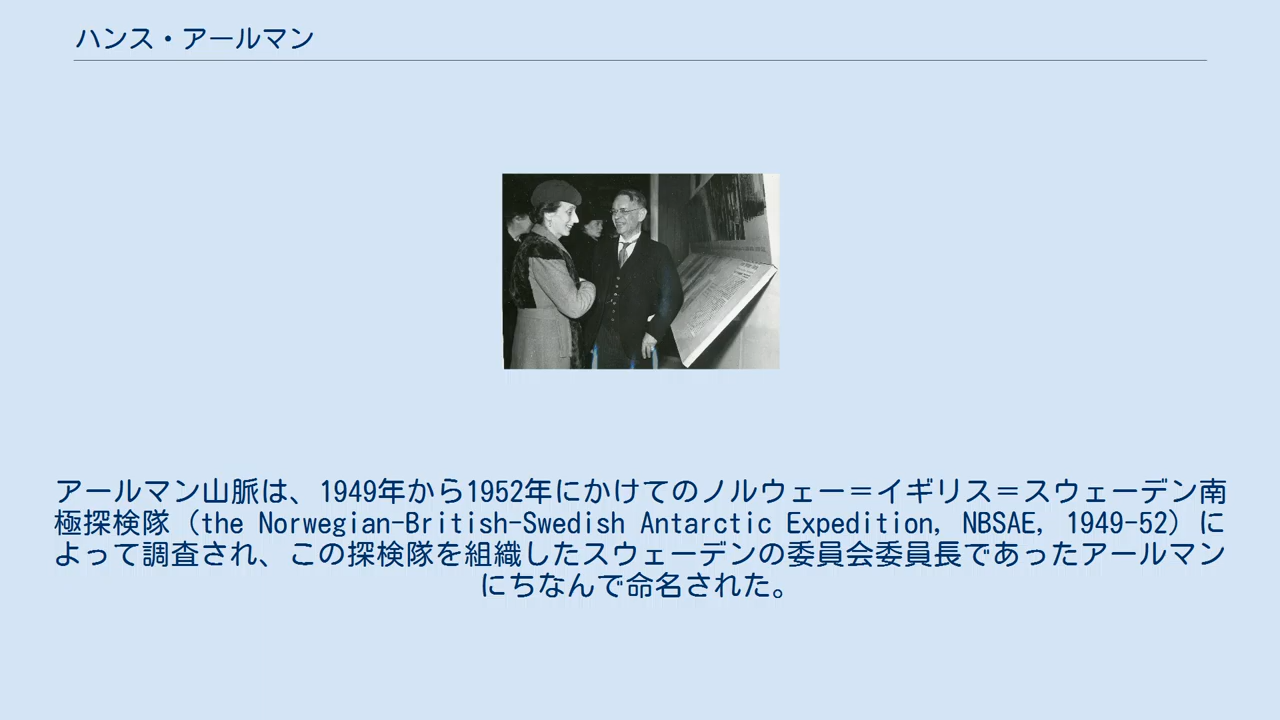 ハンス・アールマン
アールマン山脈は、1949年から1952年にかけてのノルウェー＝イギリス＝スウェーデン南
極探検隊（the Norwegian-British-Swedish Antarctic Expedition, NBSAE, 1949-52）に
よって調査され、この探検隊を組織したスウェーデンの委員会委員長であったアールマン
にちなんで命名された。